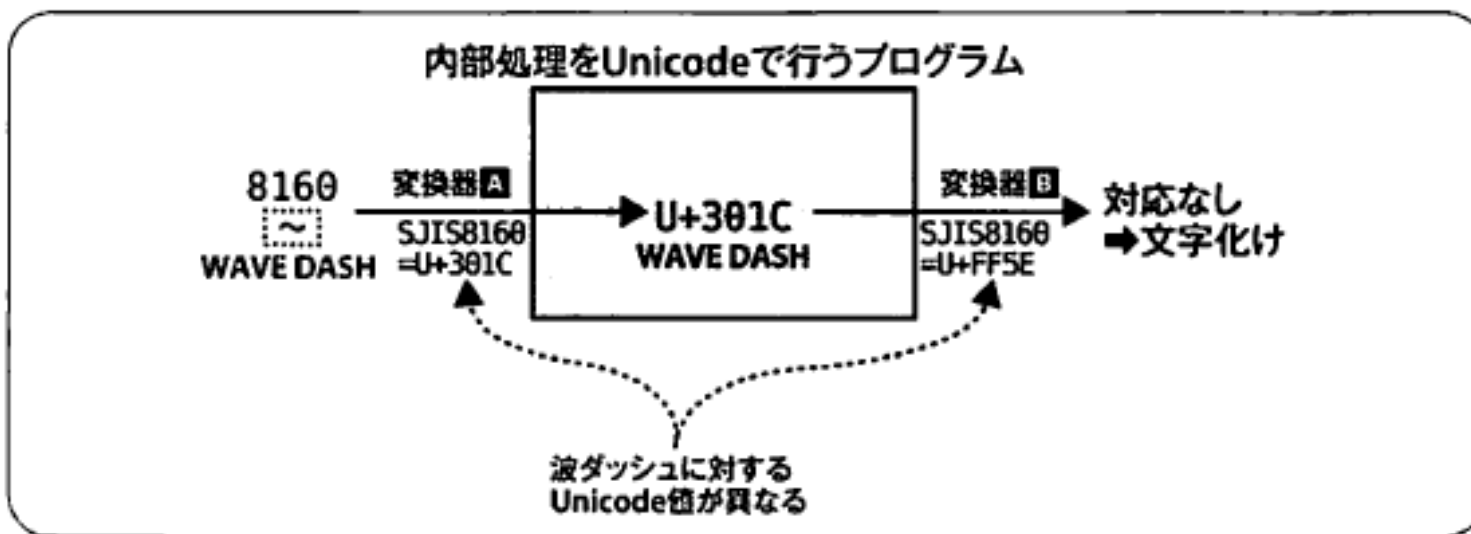 内部処理をUnicodeで行うプログラム
8160
～
WAVE DASH
変換器A
SJIS8160
=U+301C
U+301C
WAVE DASH
変換器B
SJIS8160
=U+FF5E
対応なし
➡文字化け
波ダッシュに対する
Unicode値が異なる